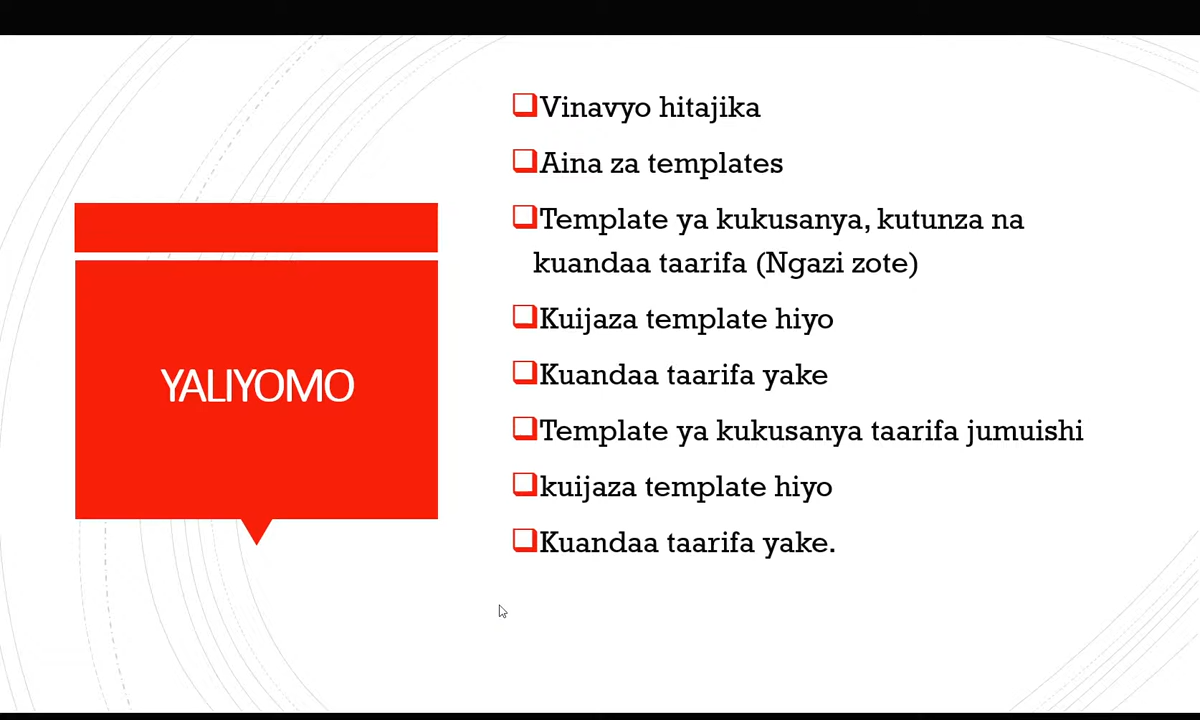 YALIYOMO
Vinavyo hitajika
Aina za templates
Template ya kukusanya, kutunza na
kuandaa taarifa (Ngazi zote)
Kuijaza template hiyo
Kuandaa taarifa yake
Template ya kukusanya taarifa jumuishi
kuijaza template hiyo
Kuandaa taarifa yake.